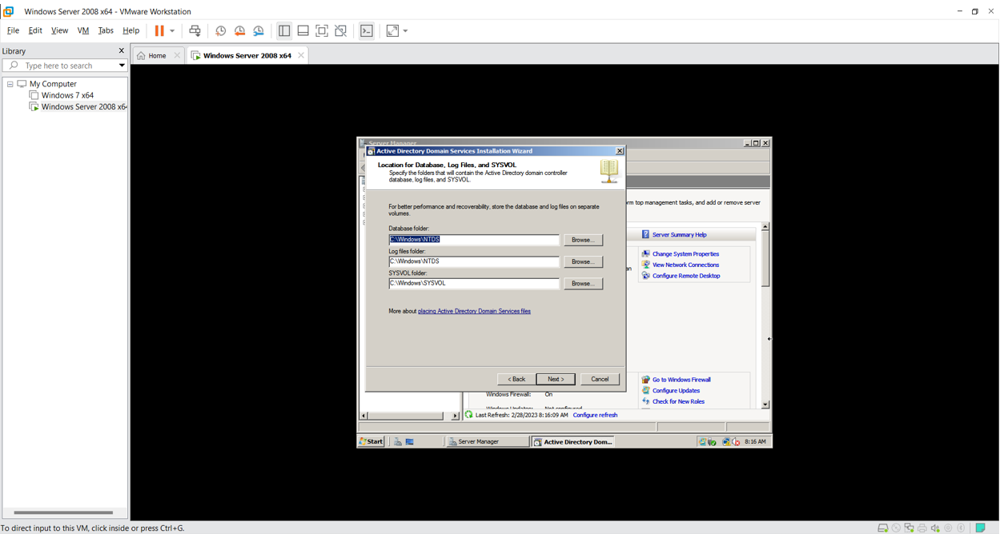 Windows Server 2008 x64 - VMware Workstation
File Edit View VM Tabs Help
Library
Type here to search
My Computer
Windows 7 x64
Windows Server 2008 x64
Home
Windows Server 2008 x64
Server Manager
Active Directory Domain Services Installation Wizard
Location for Database, Log Files, and SYSVOL
Specify the folders that will contain the Active Directory domain controller
database, log files, and SYSVOL.
For better performance and recoverability, store the database and log files on separate
volumes.
Database folder:
C:\Windows\NTDS
Browse...
Log files folder:
C:\Windows\NTDS
Browse...
SYSVOL folder:
C:\Windows\SYSVOL
Browse...
More about placing Active Directory Domain Services files
< Back Next > Cancel
rm top management tasks, and add or remove server
Server Summary Help
Change System Properties
View Network Connections
Configure Remote Desktop
Go to Windows Firewall
Configure Updates
Check for New Roles
Windows Firewall: On
Windows Updates: Not configured
Last Refresh: 2/28/2023 8:16:09 AM Configure refresh
Start
Server Manager
Active Directory Dom...
8:16 AM
To direct input to this VM, click inside or press Ctrl+G.